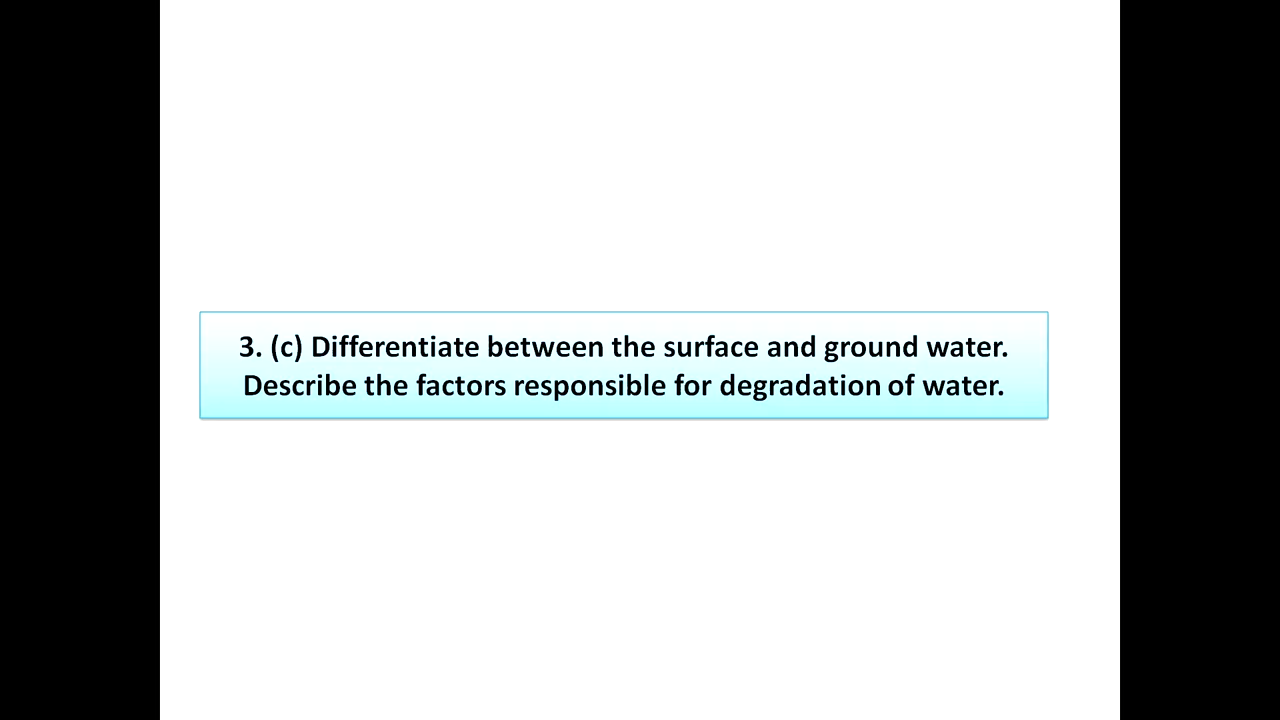 3. (c) Differentiate between the surface and ground water.
Describe the factors responsible for degradation of water.